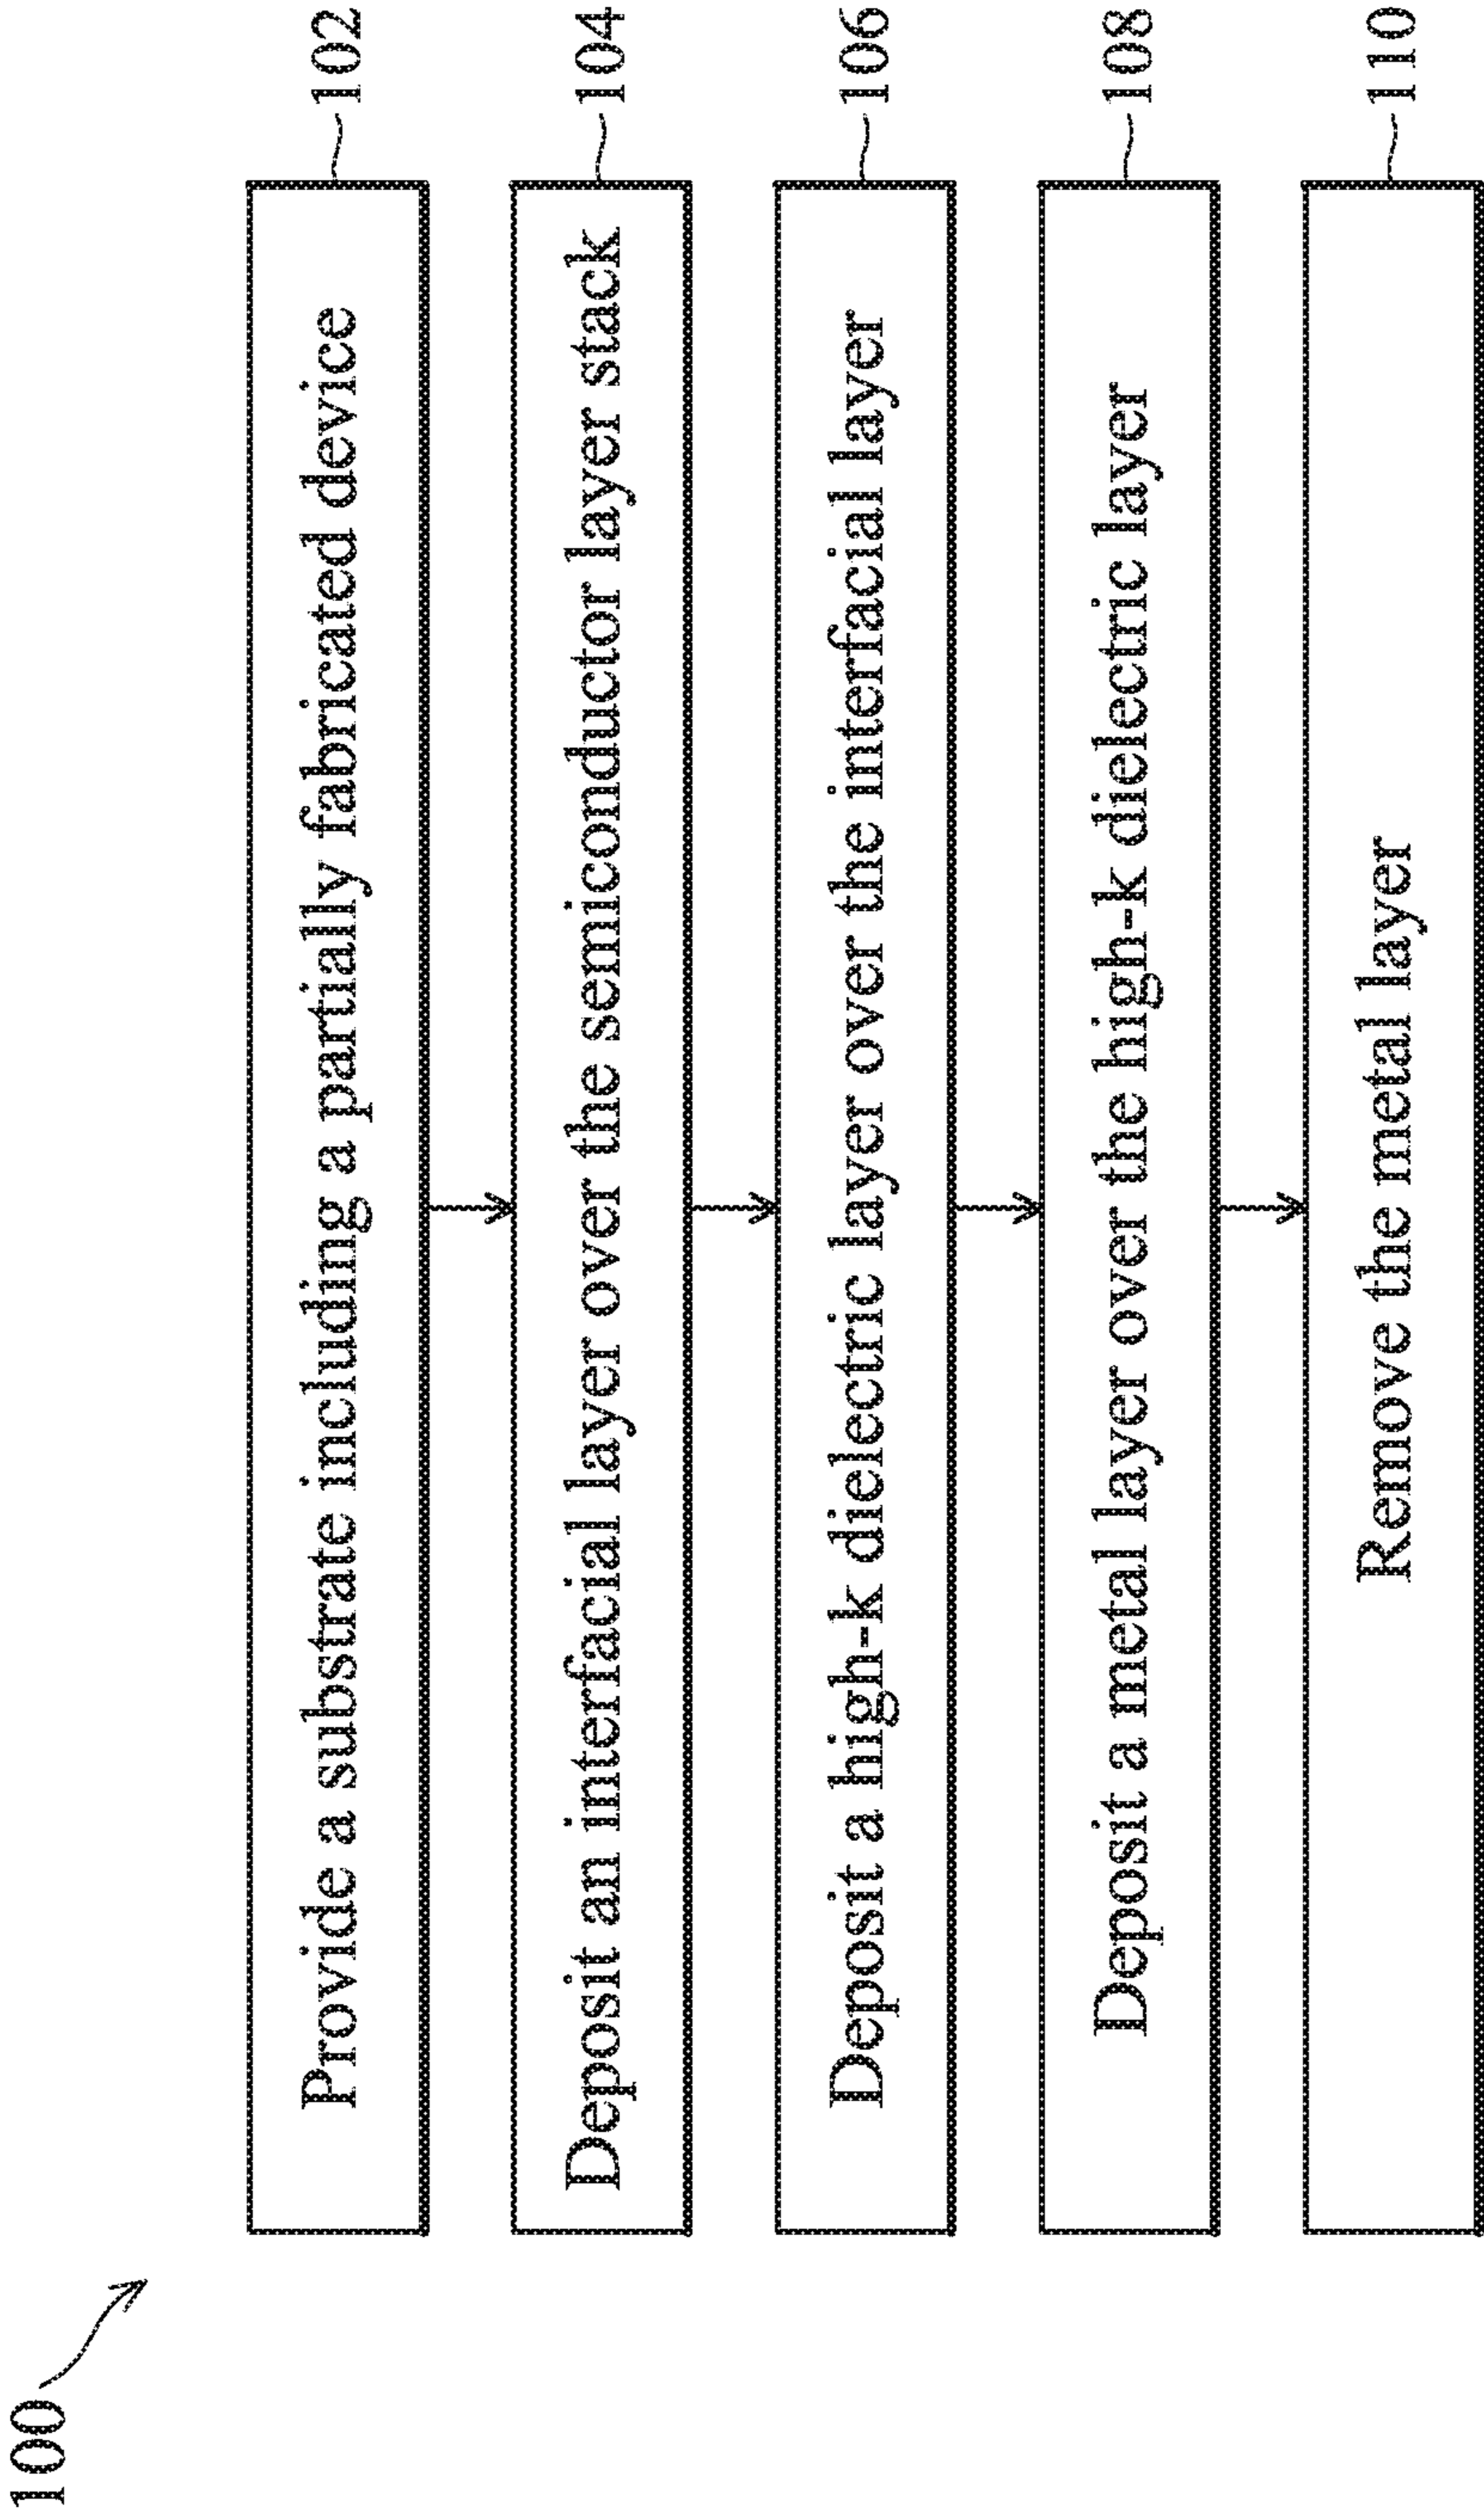 100
Provide a substrate including a partially fabricated device
102
Deposit an interfacial layer over the semiconductor layer stack
104
Deposit a high-k dielectric layer over the interfacial layer
106
Deposit a metal layer over the high-k dielectric layer
108
Remove the metal layer
110